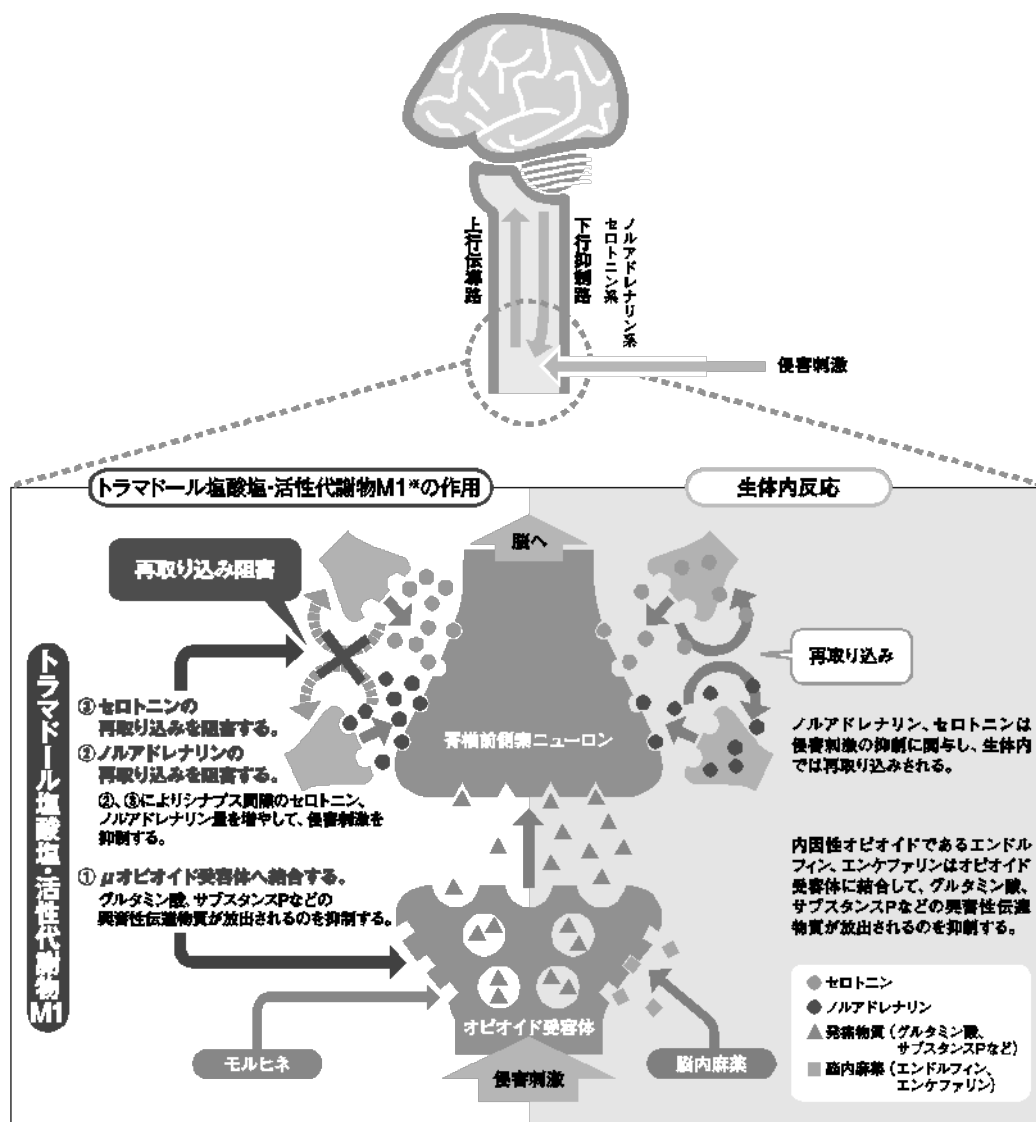 上行伝導路
下行抑制路
ノルアドレナリン系
セロトニン系
侵害刺激
トラマドール塩酸塩・活性代謝物M1※の作用
生体内反応
脳へ
再取り込み阻害
再取り込み
トラマドール塩酸塩・活性代謝物M1
③セロトニンの
再取り込みを阻害する。
②ノルアドレナリンの
再取り込みを阻害する。
②、③によりシナプス間隙のセロトニン、
ノルアドレナリン量を増やして、侵害刺激を
抑制する。
脊髄前側索ニューロン
ノルアドレナリン、セロトニンは
侵害刺激の抑制に関与し、生体内
では再取り込みされる。
① μオピオイド受容体へ結合する。
グルタミン酸、サブスタンスPなどの
興奮性伝達物質が放出されるのを抑制する。
内因性オピオイドであるエンドル
フィン、エンケファリンはオピオイド
受容体に結合して、グルタミン酸、
サブスタンスPなどの興奮性伝達
物質が放出されるのを抑制する。
オピオイド受容体
モルヒネ
脳内麻薬
侵害刺激
セロトニン
ノルアドレナリン
発痛物質(グルタミン酸、
サブスタンスPなど)
脳内麻薬(エンドルフィン、
エンケファリン)